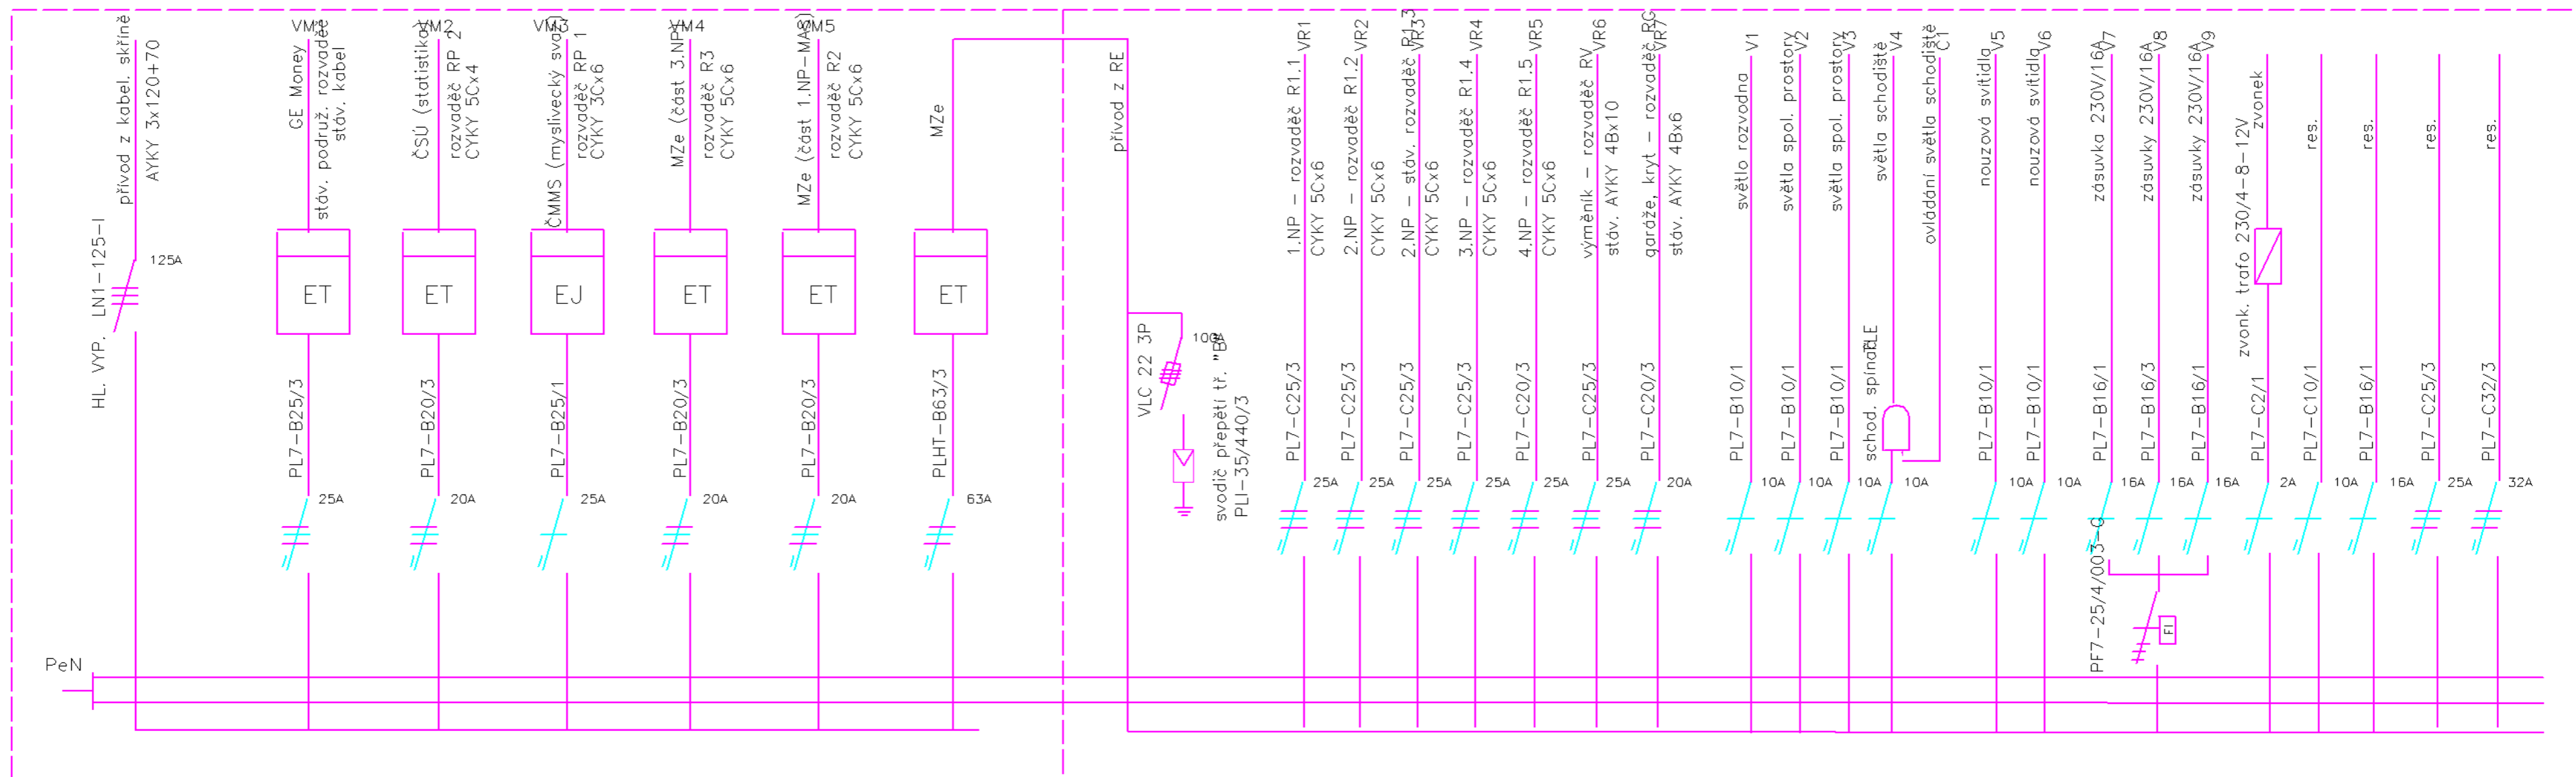 HL. VYP. LN1-125-I
125A
přívod z kabel. skříně
AYKY 3x120+70
PeN
VM1
GE Money
stáv. podruž. rozvaděč
stáv. kabel
ET
PL7-B25/3
25A
VM2
ČSÚ (statistika)
rozvaděč RP 2
CYKY 5Cx4
ET
PL7-B20/3
20A
VM3
ČMMS (myslivecký svaz)
rozvaděč RP 1
CYKY 3Cx6
EJ
PL7-B25/1
25A
VM4
MZe (část 3.NP)
rozvaděč R3
CYKY 5Cx6
ET
PL7-B20/3
20A
VM5
MZe (část 1.NP-MA8)
rozvaděč R2
CYKY 5Cx6
ET
PL7-B20/3
20A
MZe
ET
PLHT-B63/3
63A
přívod z RE
VLC 22 3P
100A
svodič přepětí tř. "B"
PLI-35/440/3
VR1
1.NP - rozvaděč R1.1
CYKY 5Cx6
PL7-C25/3
25A
VR2
2.NP - rozvaděč R1.2
CYKY 5Cx6
PL7-C25/3
25A
VR3
2.NP - stáv. rozvaděč R1.3
CYKY 5Cx6
PL7-C25/3
25A
VR4
3.NP - rozvaděč R1.4
CYKY 5Cx6
PL7-C25/3
25A
VR5
4.NP - rozvaděč R1.5
CYKY 5Cx6
PL7-C20/3
25A
VR6
výměník - rozvaděč RV
stáv. AYKY 4Bx10
PL7-C25/3
25A
VR7
garáže, kryt - rozvaděč RG
stáv. AYKY 4Bx6
PL7-C20/3
20A
V1
světlo rozvodna
PL7-B10/1
10A
V2
světla spol. prostory
PL7-B10/1
10A
V3
světla spol. prostory
PL7-B10/1
10A
V4
světla schodiště
schod. spínač
TLE
10A
C1
ovládání světla schodiště
V5
nouzová svítidla
PL7-B10/1
10A
V6
nouzová svítidla
PL7-B10/1
10A
V7
zásuvka 230V/16A
PL7-B16/1
16A
V8
zásuvky 230V/16A
PL7-B16/3
16A
V9
zásuvky 230V/16A
PL7-B16/1
16A
PF7-25/4/003-G
FI
zvonek
zvonk. trafo 230/4-8-12V
PL7-C2/1
2A
res.
PL7-C10/1
10A
res.
PL7-B16/1
16A
res.
PL7-C25/3
25A
res.
PL7-C32/3
32A